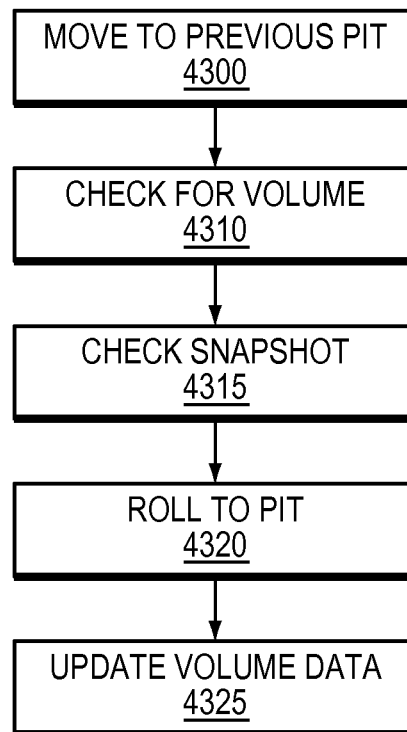 MOVE TO PREVIOUS PIT
4300
CHECK FOR VOLUME
4310
CHECK SNAPSHOT
4315
ROLL TO PIT
4320
UPDATE VOLUME DATA
4325